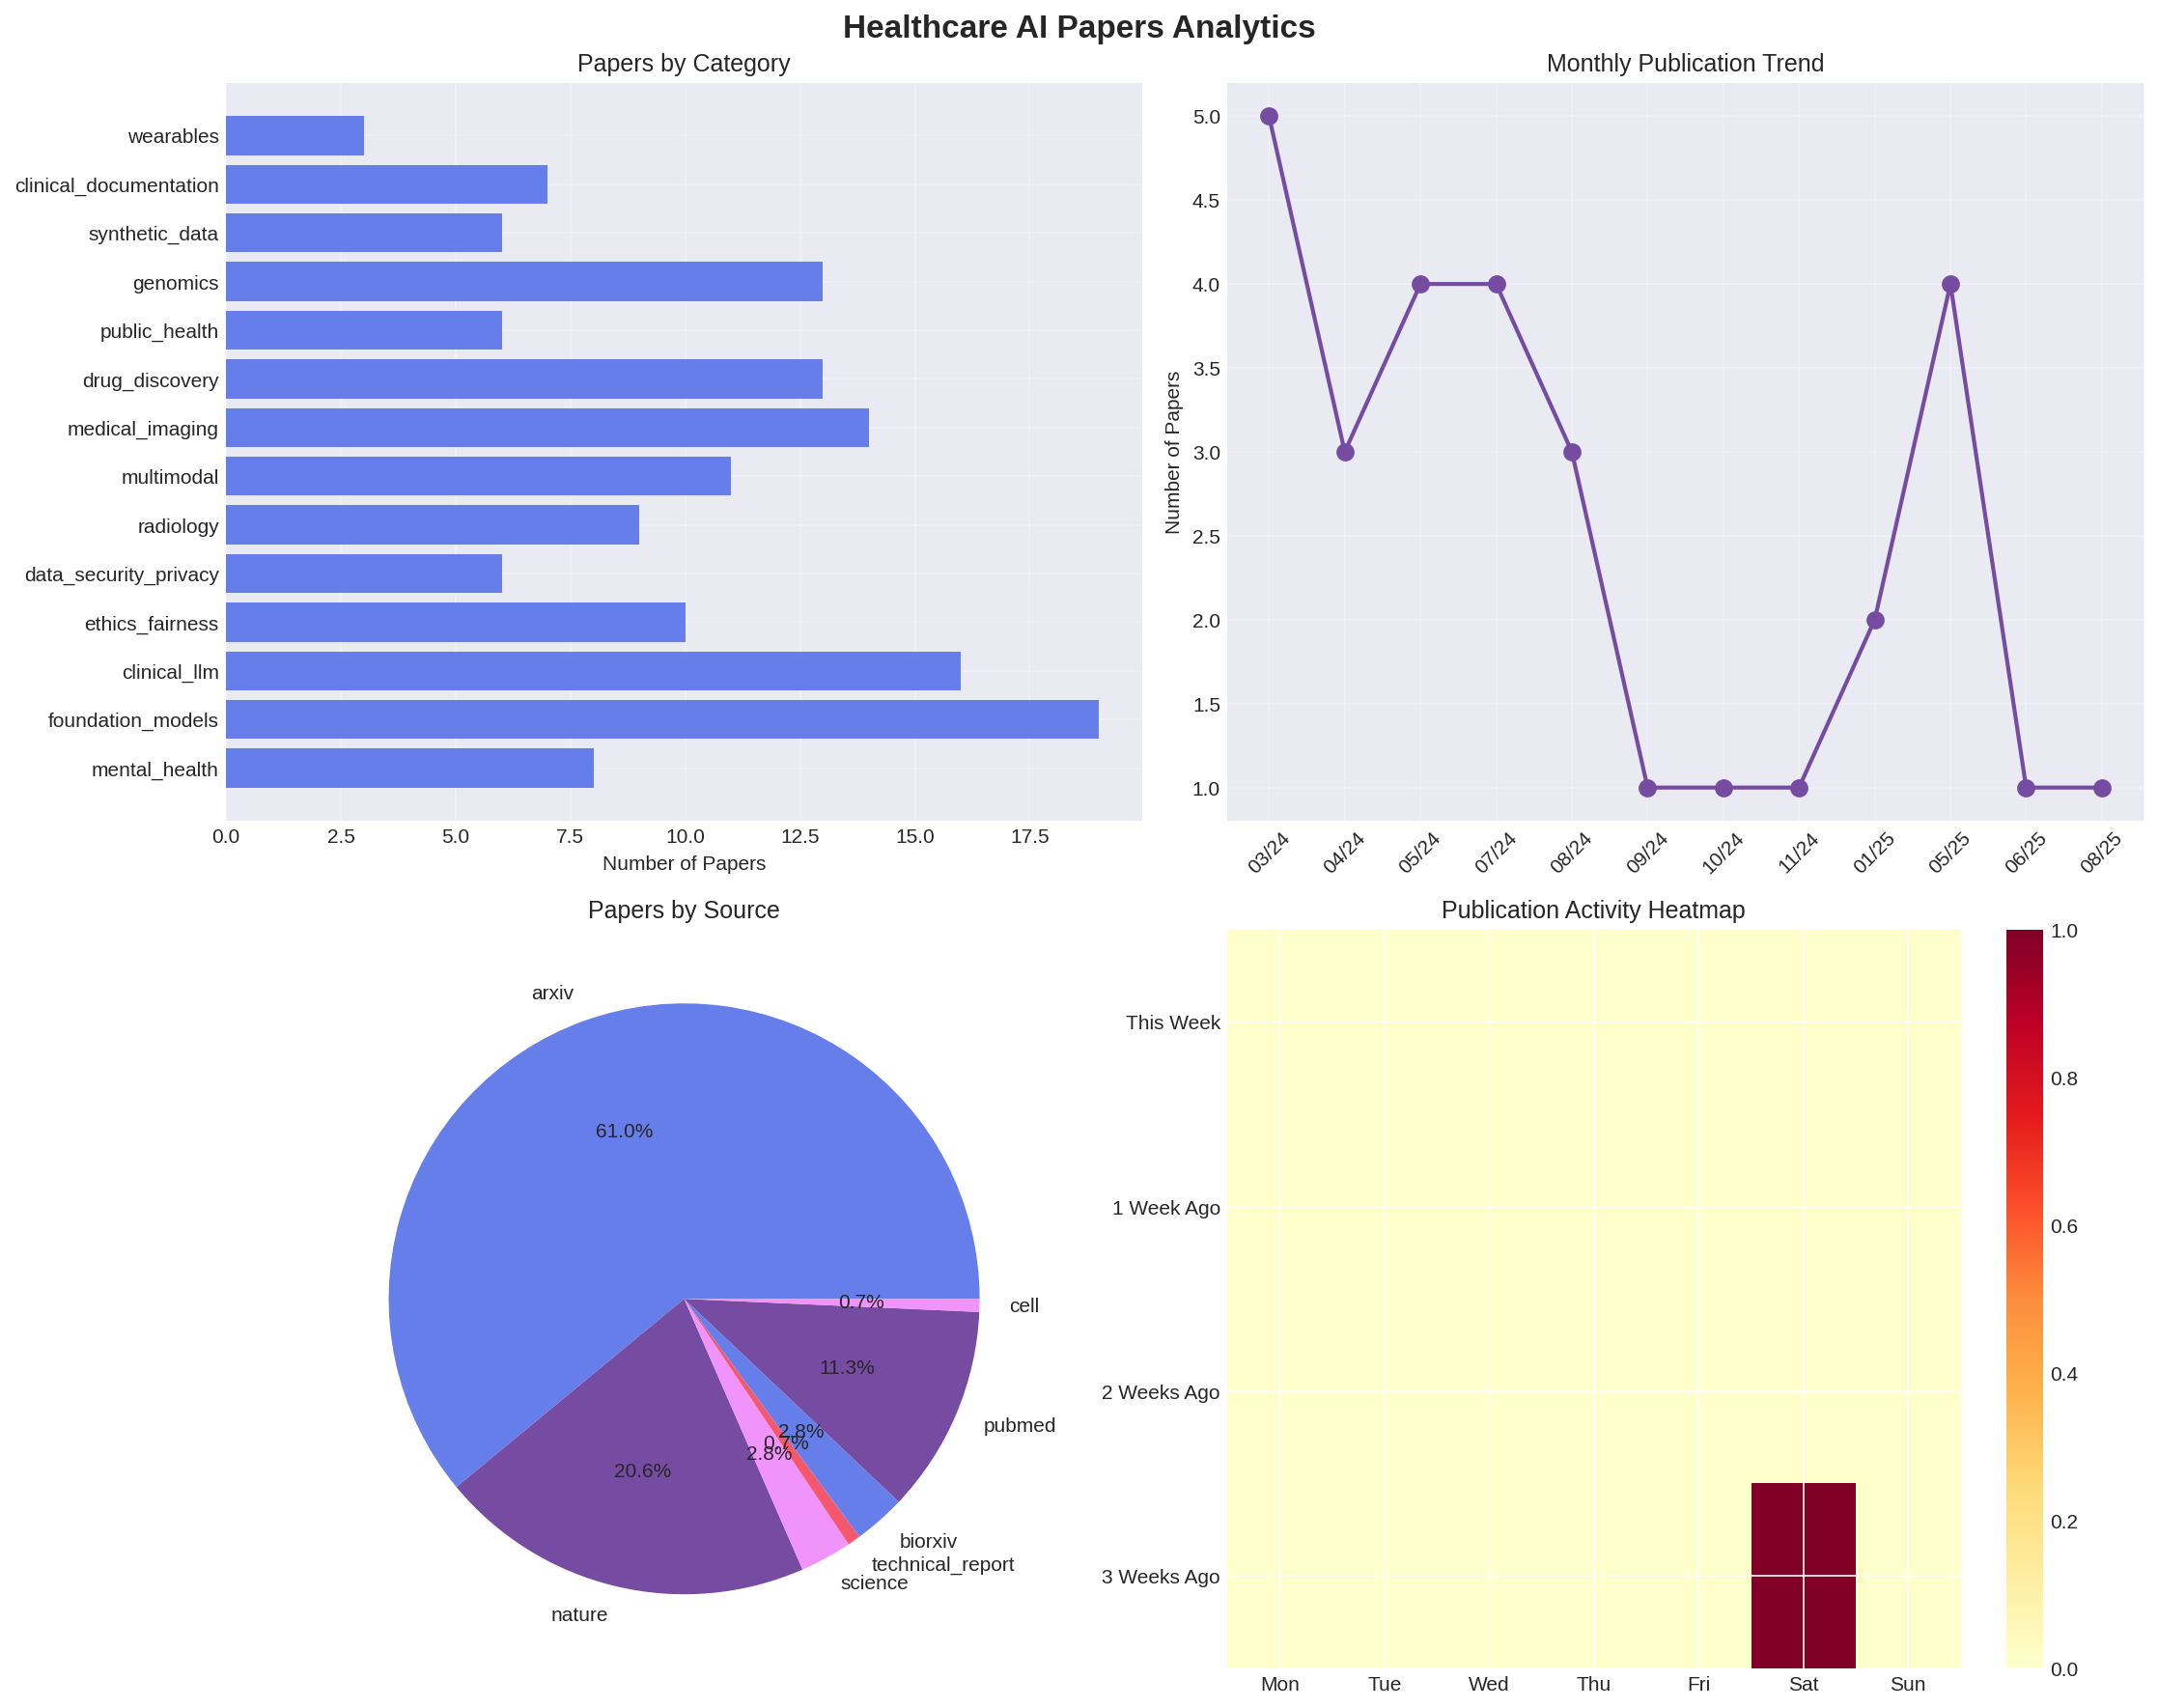 Healthcare AI Papers Analytics
Papers by Category
wearables
clinical_documentation
synthetic_data
genomics
public_health
drug_discovery
medical_imaging
multimodal
radiology
data_security_privacy
ethics_fairness
clinical_llm
foundation_models
mental_health
0.0 2.5 5.0 7.5 10.0 12.5 15.0 17.5
Number of Papers
Monthly Publication Trend
Number of Papers
5.0
4.5
4.0
3.5
3.0
2.5
2.0
1.5
1.0
03/24 04/24 05/24 07/24 08/24 09/24 10/24 11/24 01/25 05/25 06/25 08/25
Papers by Source
arxiv
61.0%
cell
0.7%
11.3%
pubmed
2.8%
0.7%
2.8%
20.6%
biorxiv
technical_report
science
nature
Publication Activity Heatmap
This Week
1 Week Ago
2 Weeks Ago
3 Weeks Ago
Mon Tue Wed Thu Fri Sat Sun
1.0
0.8
0.6
0.4
0.2
0.0